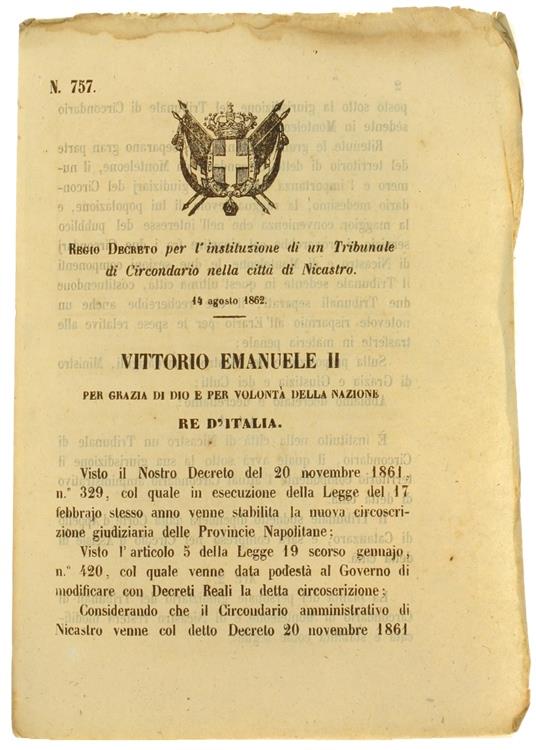 N. 757.
REGIO DECRETO per l'instituzione di un Tribunale
di Circondario nella città di Nicastro.
14 agosto 1862.
VITTORIO EMANUELE II
PER GRAZIA DI DIO E PER VOLONTÀ DELLA NAZIONE
RE D'ITALIA.
Visto il Nostro Decreto del 20 novembre 1861,
n.° 329, col quale in esecuzione della Legge del 17
febbrajo stesso anno venne stabilita la nuova circoscri-
zione giudiziaria delle Provincie Napolitane;
Visto l'articolo 5 della Legge 19 scorso gennajo,
n.° 420, col quale venne data podestà al Governo di
modificare con Decreti Reali la detta circoscrizione;
Considerando che il Circondario amministrativo di
Nicastro venne col detto Decreto 20 novembre 1861